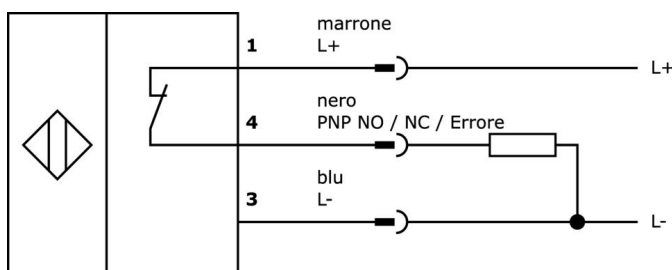 marrone
1 L+
L+
nero
4 PNP NO / NC / Errore
blu
3 L-
L-